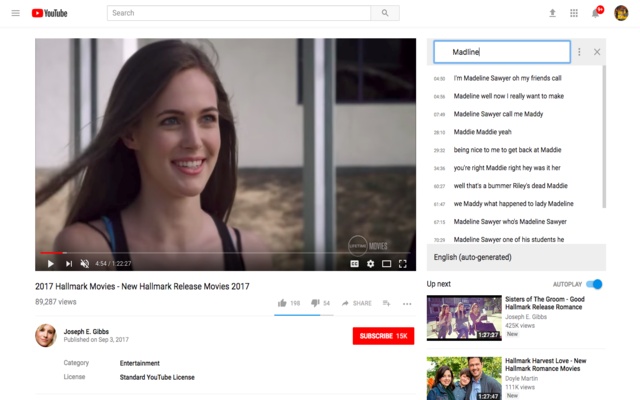 YouTube
Search
9+
Madline
04:50 I'm Madeline Sawyer oh my friends call
04:56 Madeline well now I really want to make
07:49 Madeline Sawyer call me Maddy
28:10 Maddie Maddie yeah
29:32 being nice to me to get back at Maddie
34:36 you're right Maddie right hey was it her
00:27 well that's a bummer Riley's dead Maddie
01:47 we Maddy what happened to lady Madeline
07:13 Madeline Sawyer who's Madeline Sawyer
70:39 Madeline Sawyer one of his students he
English (auto-generated)
LIFETIME MOVIES
4:54 / 1:22:27
2017 Hallmark Movies - New Hallmark Release Movies 2017
89,287 views
198
54
SHARE
Joseph E. Gibbs
Published on Sep 3, 2017
SUBSCRIBE 15K
Category Entertainment
License Standard YouTube License
Up next
AUTOPLAY
Sisters of The Groom - Good
Hallmark Release Romance
Joseph E. Gibbs
425K views
New
1:27:27
Hallmark Harvest Love - New
Hallmark Romance Movies
Doyle Martin
111K views
New
1:27:47